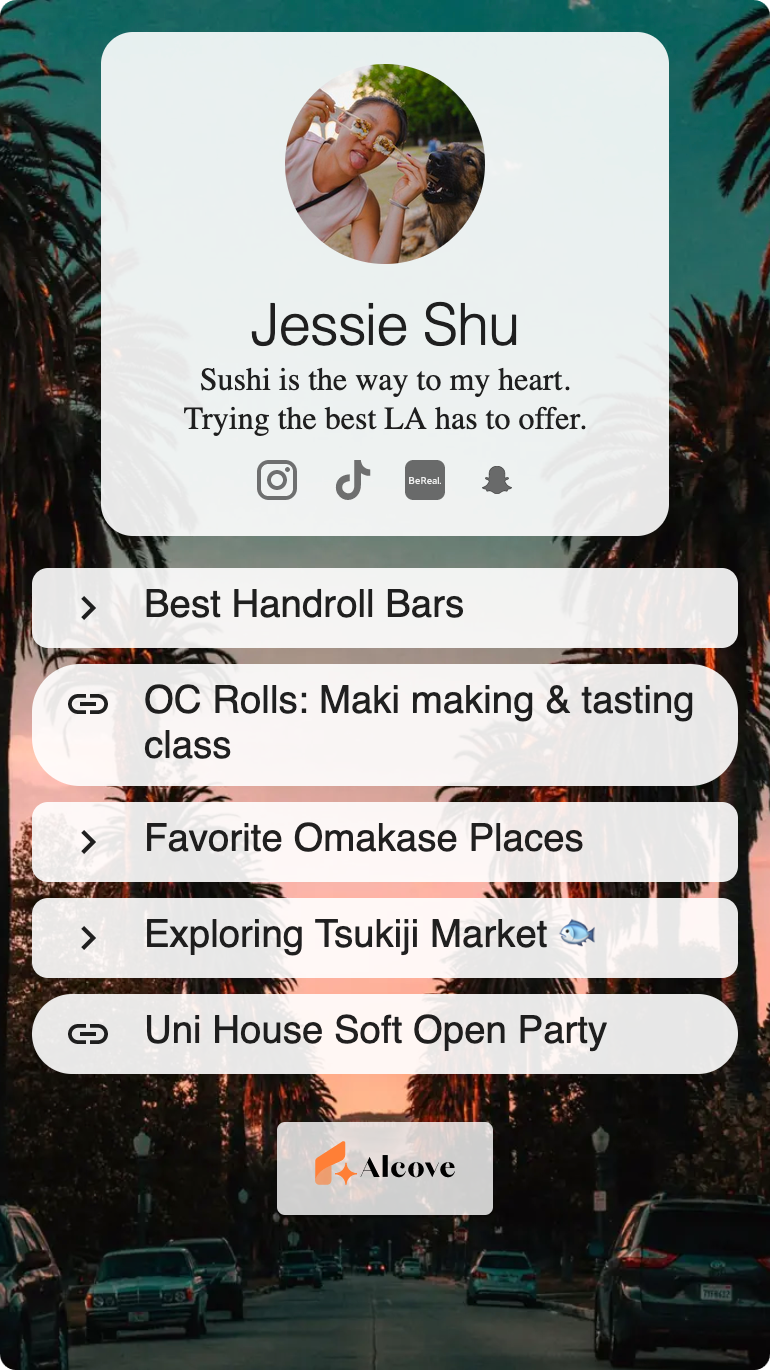 Jessie Shu
Sushi is the way to my heart.
Trying the best LA has to offer.
BeReal.
Best Handroll Bars
OC Rolls: Maki making & tasting
class
Favorite Omakase Places
Exploring Tsukiji Market 🐟
Uni House Soft Open Party
Alcove